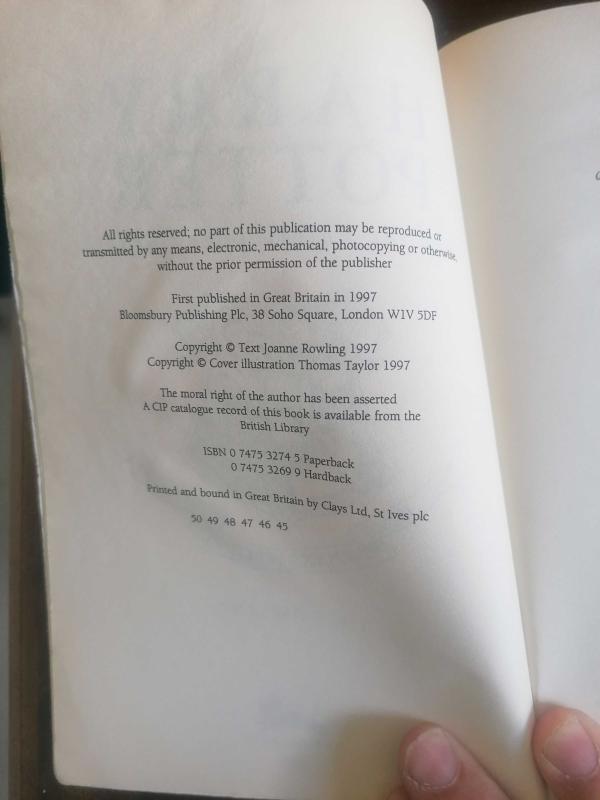 All rights reserved; no part of this publication may be reproduced or
transmitted by any means, electronic, mechanical, photocopying or otherwise,
without the prior permission of the publisher
First published in Great Britain in 1997
Bloomsbury Publishing Plc, 38 Soho Square, London W1V 5DF
Copyright © Text Joanne Rowling 1997
Copyright © Cover illustration Thomas Taylor 1997
The moral right of the author has been asserted
A CIP catalogue record of this book is available from the
British Library
ISBN 0 7475 3274 5 Paperback
0 7475 3269 9 Hardback
Printed and bound in Great Britain by Clays Ltd, St Ives plc
50 49 48 47 46 45